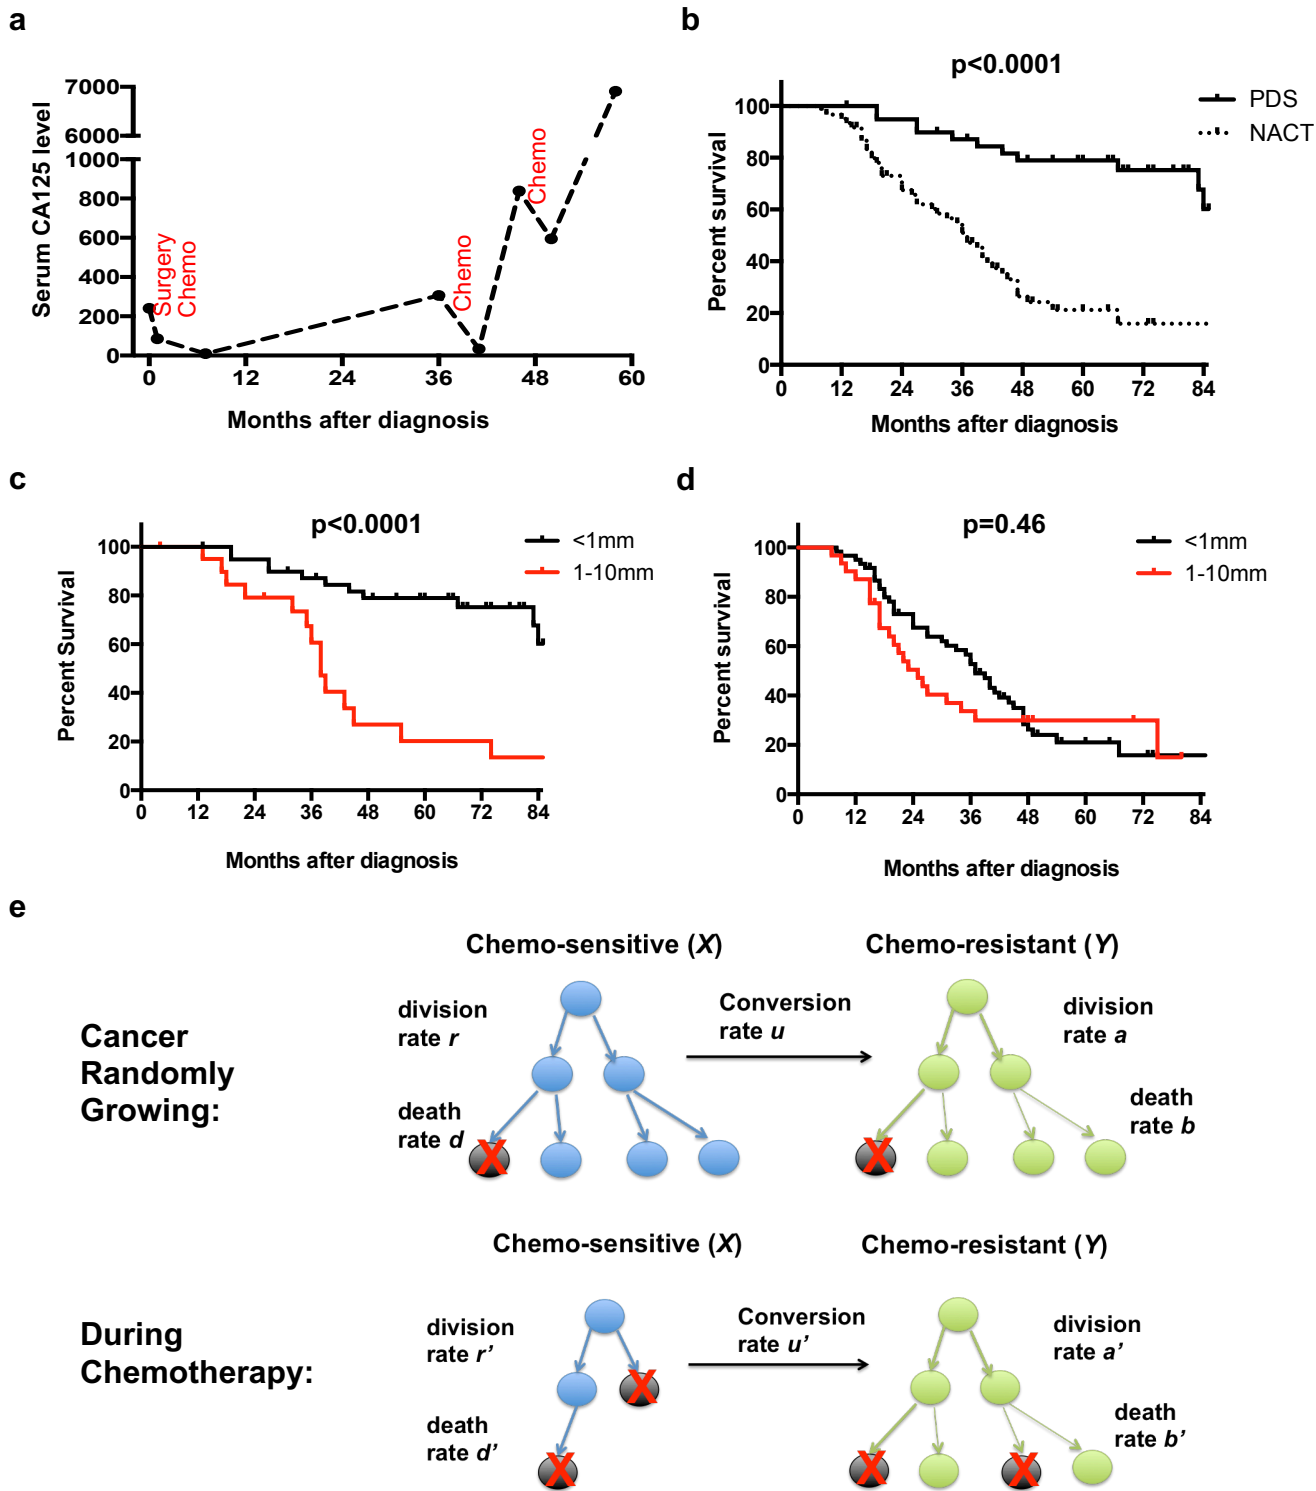 a
7000
6000
1000
800
600
400
200
0
Serum CA125 level
Surgery
Chemo
Chemo
Chemo
0 12 24 36 48 60
Months after diagnosis
b
p<0.0001
PDS
NACT
100
80
60
40
20
0
Percent survival
0 12 24 36 48 60 72 84
Months after diagnosis
c
p<0.0001
<1mm
1-10mm
100
80
60
40
20
0
Percent Survival
0 12 24 36 48 60 72 84
Months after diagnosis
d
p=0.46
<1mm
1-10mm
100
80
60
40
20
0
Percent survival
0 12 24 36 48 60 72 84
Months after diagnosis
e
Cancer
Randomly
Growing:
Chemo-sensitive (X)
Chemo-resistant (Y)
division
rate r
Conversion
rate u
division
rate a
death
rate d
death
rate b
X
X
During
Chemotherapy:
Chemo-sensitive (X)
Chemo-resistant (Y)
division
rate r’
Conversion
rate u’
division
rate a’
X
death
rate d’
death
rate b’
X
X
X